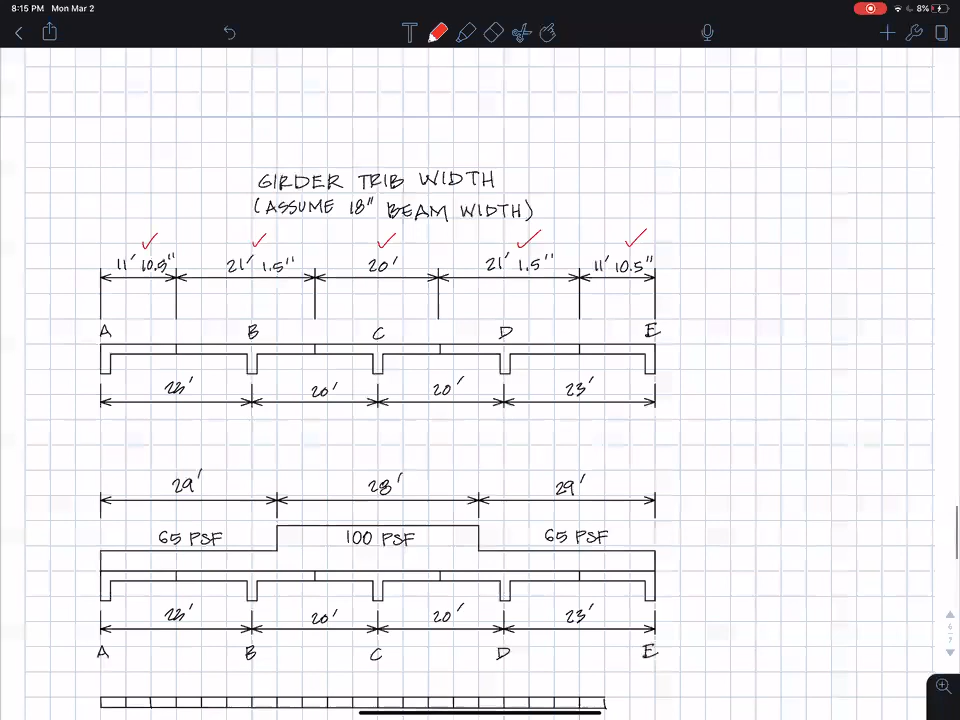 8:15 PM Mon Mar 2
8%
T
GIRDER TRIB WIDTH
(ASSUME 18" BEAM WIDTH)
11' 10.5" 21' 1.5" 20' 21' 1.5" 11' 10.5"
A B C D E
23' 20' 20' 23'
29' 28' 29'
65 PSF 100 PSF 65 PSF
23' 20' 20' 23'
A B C D E